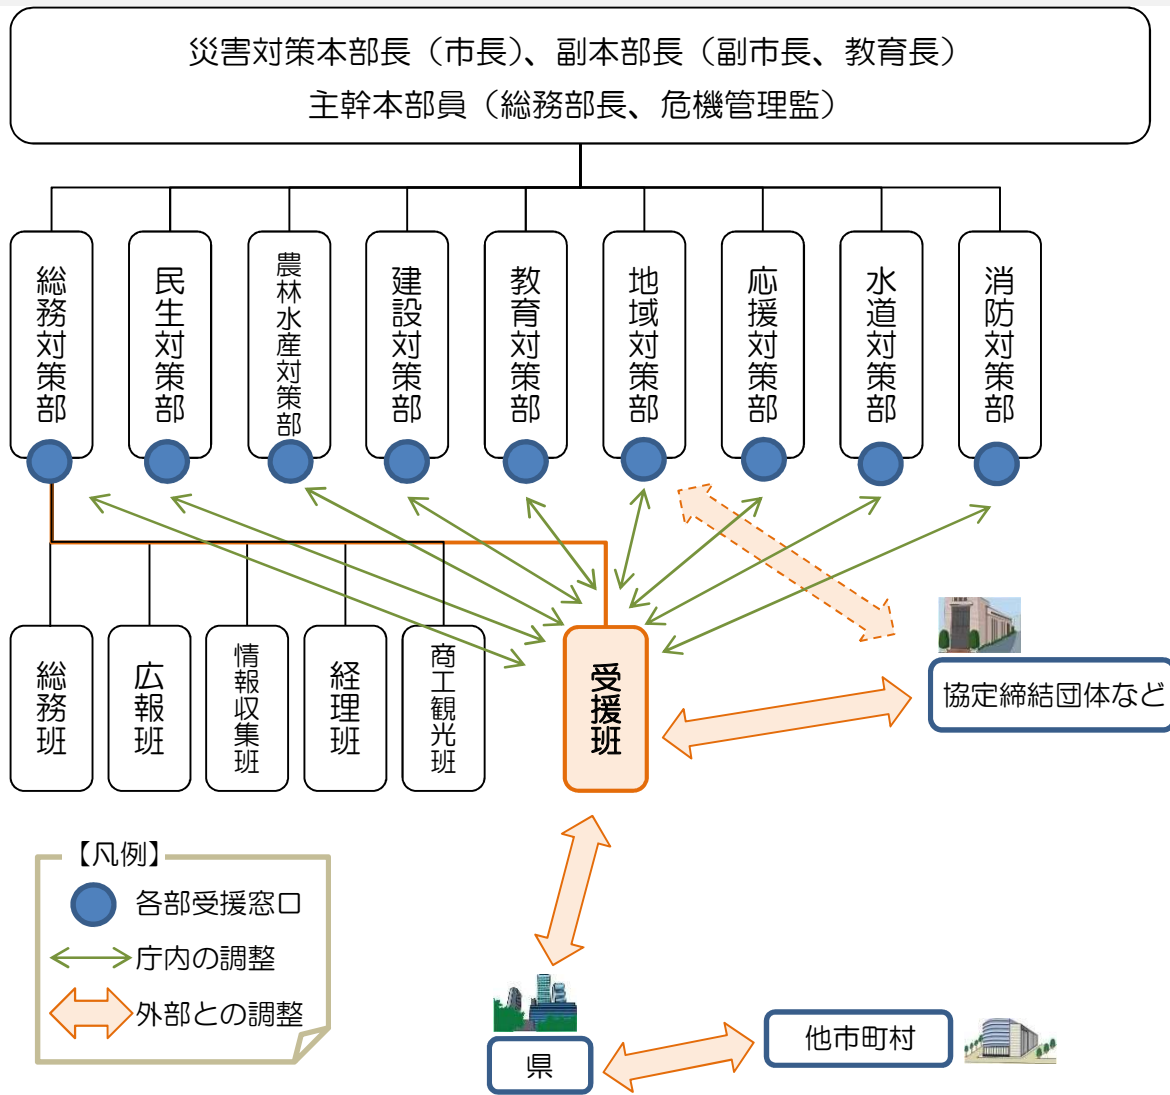 災害対策本部長（市長）、副本部長（副市長、教育長）
主幹本部員（総務部長、危機管理監）
総務対策部
民生対策部
農林水産対策部
建設対策部
教育対策部
地域対策部
応援対策部
水道対策部
消防対策部
総務班
広報班
情報収集班
経理班
商工観光班
受援班
協定締結団体など
【凡例】
各部受援窓口
庁内の調整
外部との調整
県
他市町村